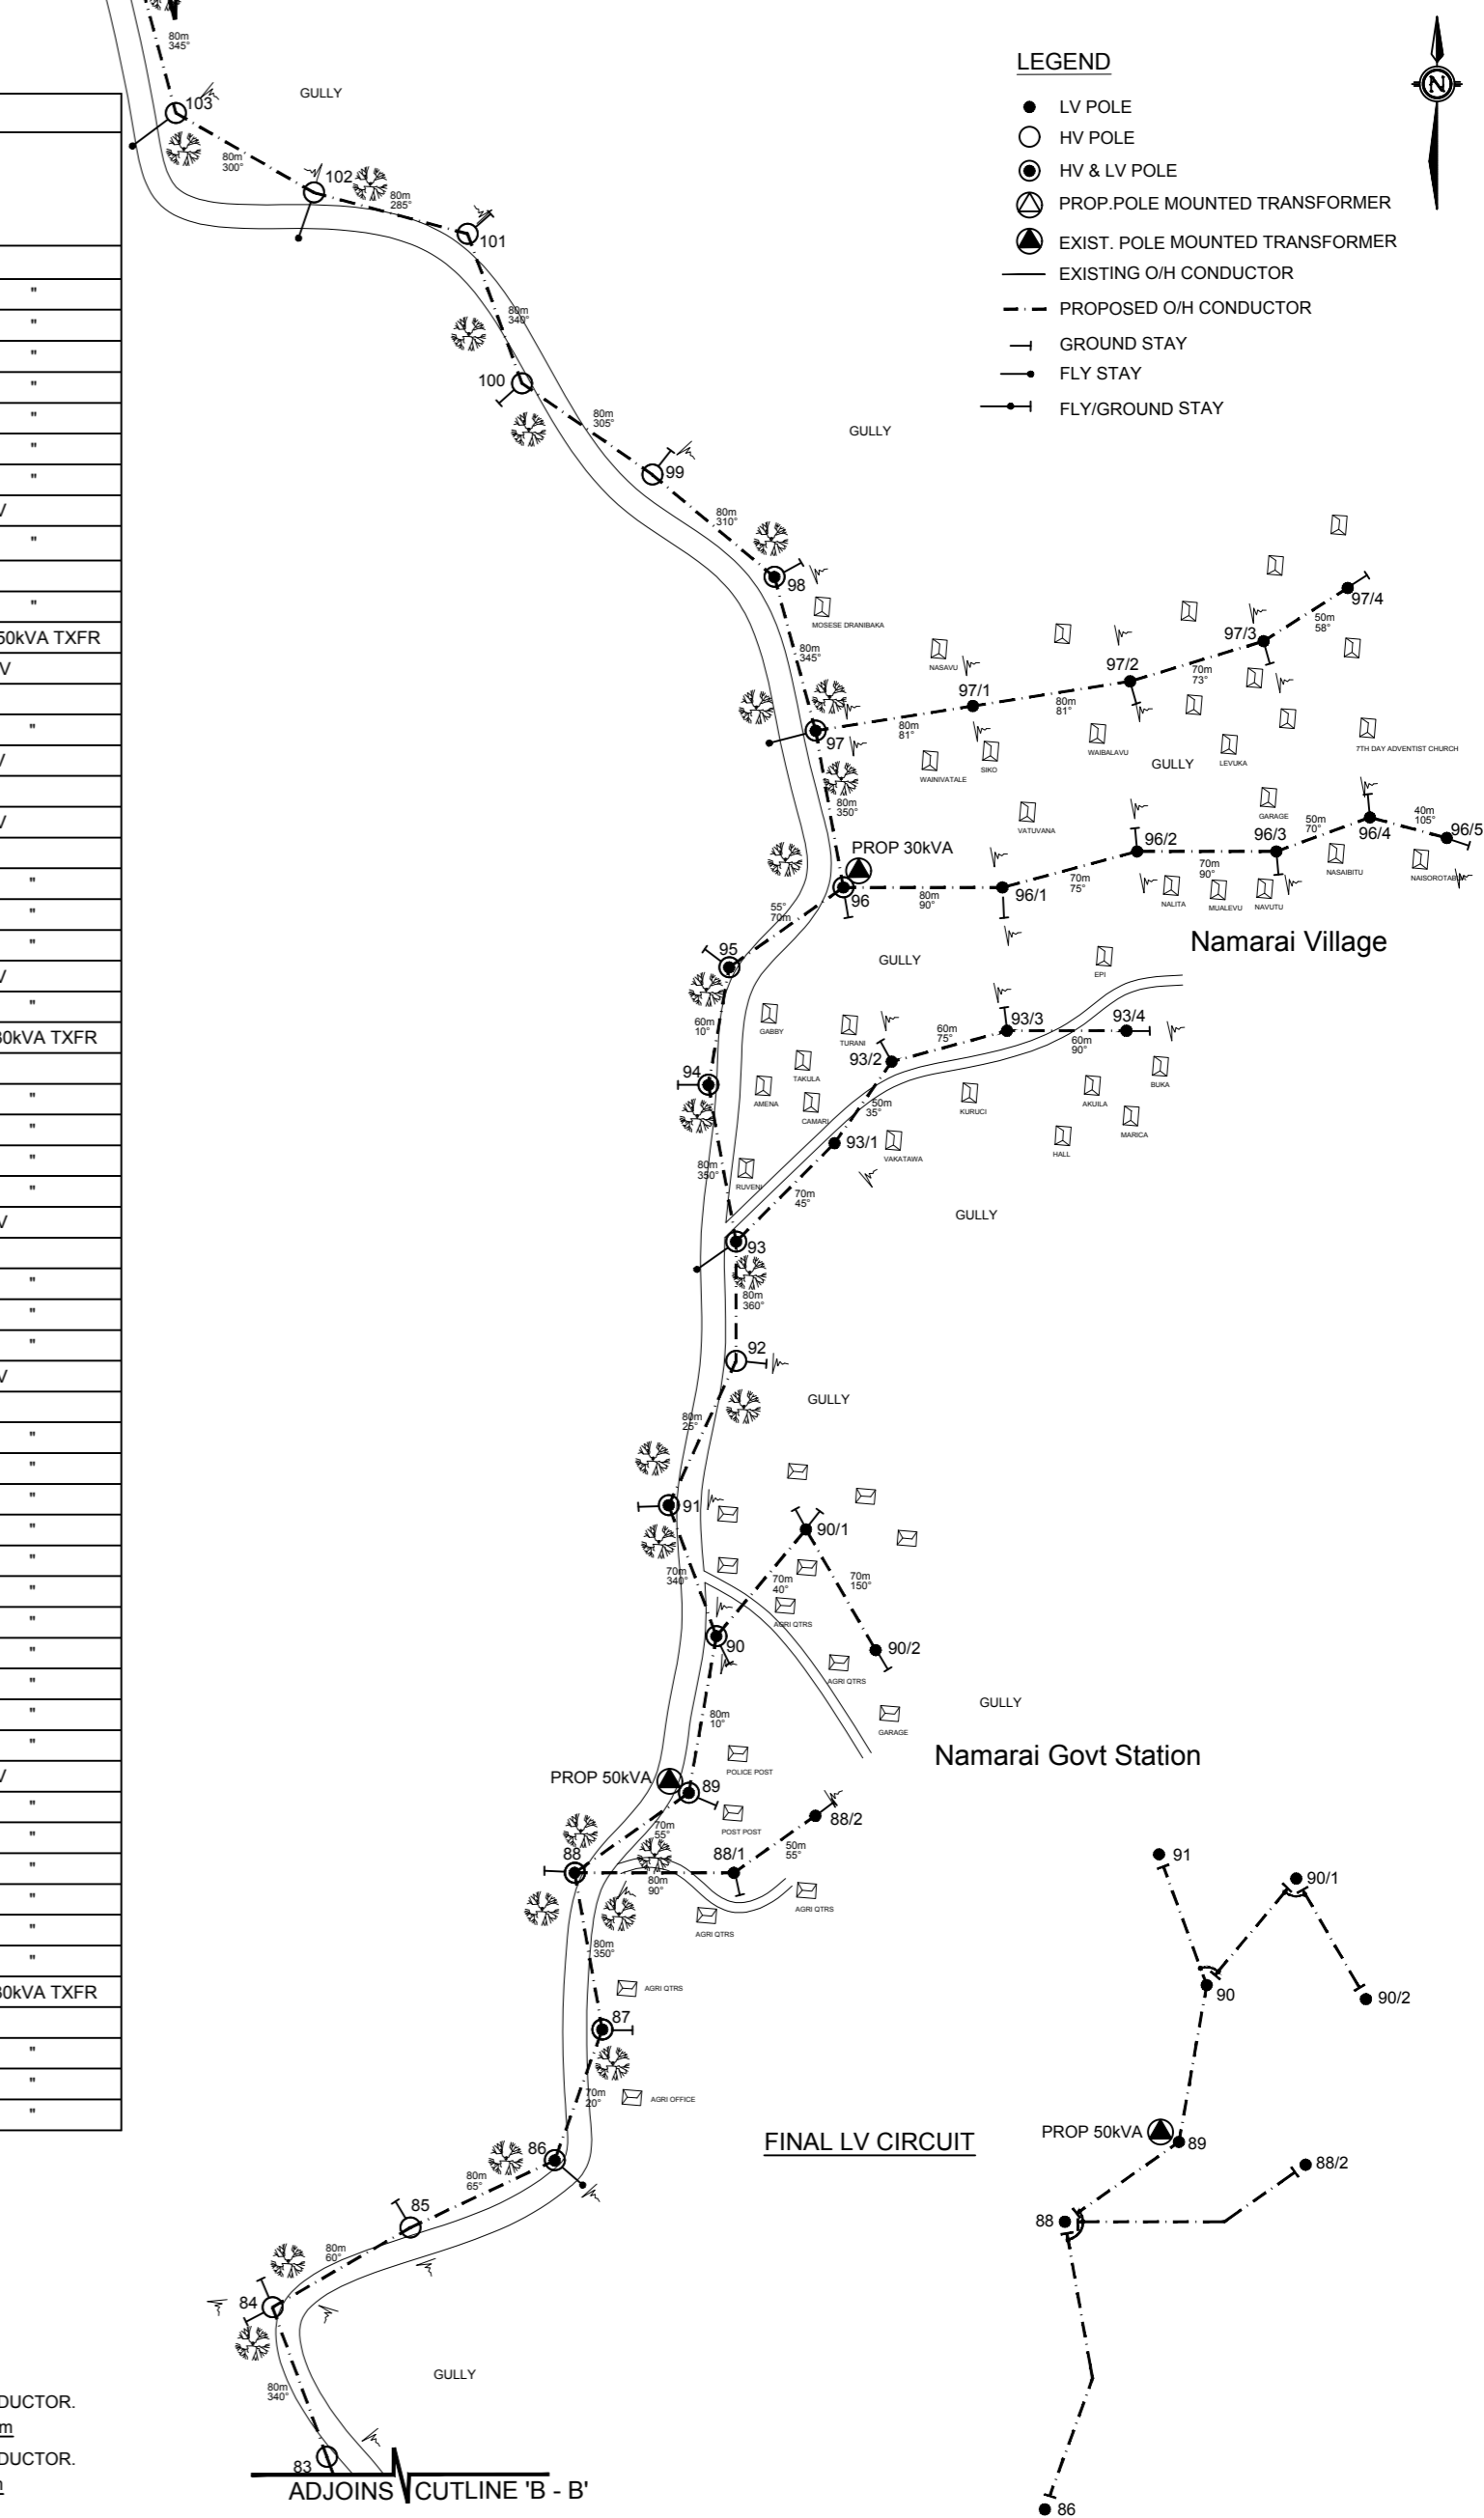 80m
345°
103
GULLY
80m
300°
102
80m
285°
101
80m
340°
100
80m
305°
99
GULLY
80m
310°
98
MOSESE DRANIBAKA
80m
345°
LEGEND
LV POLE
HV POLE
HV & LV POLE
PROP.POLE MOUNTED TRANSFORMER
EXIST. POLE MOUNTED TRANSFORMER
EXISTING O/H CONDUCTOR
PROPOSED O/H CONDUCTOR
GROUND STAY
FLY STAY
FLY/GROUND STAY
N
"
"
"
"
"
"
"
V
"
"
50kVA TXFR
V
"
V
V
"
"
"
V
"
30kVA TXFR
"
"
"
"
V
"
"
"
V
"
"
"
"
"
"
"
"
"
"
"
V
"
"
"
"
"
"
30kVA TXFR
"
"
"
97/4
50m
58°
97/3
70m
73°
97/2
NASAVU
97/1
80m
81°
80m
81°
97
WAINIVATALE
SIKO
WAIBALAVU
LEVUKA
GULLY
7TH DAY ADVENTIST CHURCH
80m
350°
PROP 30kVA
96
VATUVANA
GARAGE
96/2
96/3
50m
70°
96/4
40m
105°
96/5
70m
90°
NASAIBITU
70m
75°
96/1
80m
90°
NALITA
MUALEVU
NAVUTU
55°
70m
95
Namarai Village
GULLY
EPI
60m
10°
GABBY
TURANI
93/3
93/4
60m
75°
60m
90°
93/2
94
TAKULA
AMENA
CAMARI
50m
35°
KURUCI
AKUILA
BUKA
MARICA
HALL
93/1
VAKATAWA
80m
350°
RUVENI
70m
45°
GULLY
93
80m
360°
92
GULLY
80m
25°
91
90/1
70m
340°
70m
40°
70m
150°
AGRI QTRS
90
90/2
AGRI QTRS
GARAGE
GULLY
80m
10°
Namarai Govt Station
POLICE POST
PROP 50kVA
89
POST POST
88/2
70m
55°
88
88/1
50m
55°
80m
90°
AGRI QTRS
AGRI QTRS
80m
350°
AGRI QTRS
87
70m
20°
AGRI OFFICE
86
80m
65°
85
80m
60°
84
GULLY
80m
340°
83
ADJOINS CUTLINE 'B - B'
FINAL LV CIRCUIT
91
90/1
90
90/2
PROP 50kVA
89
88/2
88
86
DUCTOR.
m
DUCTOR.